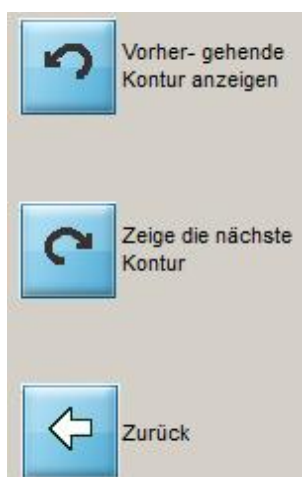 Vorher- gehende
Kontur anzeigen
Zeige die nächste
Kontur
Zurück